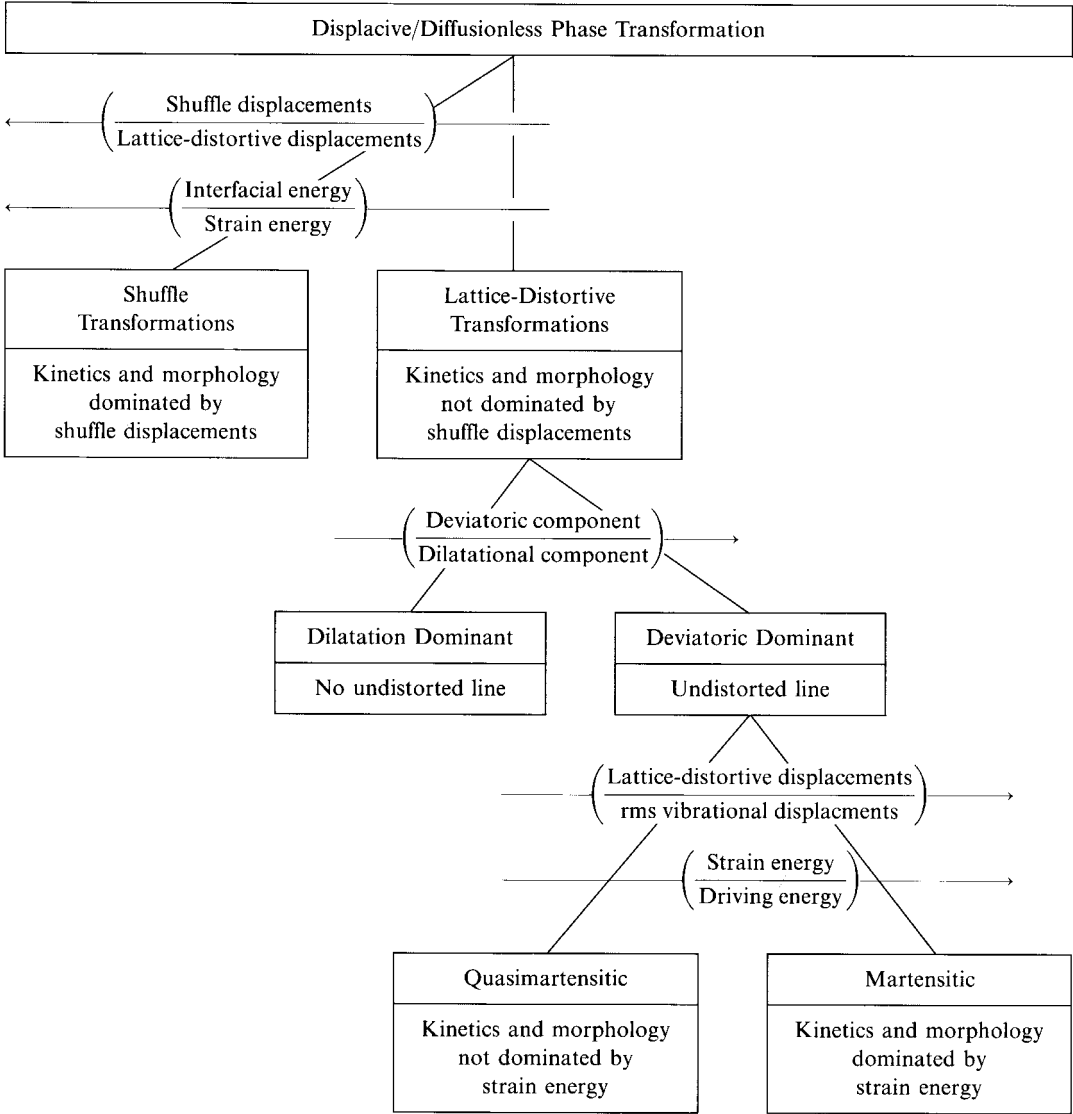 Displacive/Diffusionless Phase Transformation
Shuffle displacements
Lattice-distortive displacements
Interfacial energy
Strain energy
Shuffle
Transformations
Kinetics and morphology
dominated by
shuffle displacements
Lattice-Distortive
Transformations
Kinetics and morphology
not dominated by
shuffle displacements
Deviatoric component
Dilatational component
Dilatation Dominant
No undistorted line
Deviatoric Dominant
Undistorted line
Lattice-distortive displacements
rms vibrational displacments
Strain energy
Driving energy
Quasimartensitic
Kinetics and morphology
not dominated by
strain energy
Martensitic
Kinetics and morphology
dominated by
strain energy